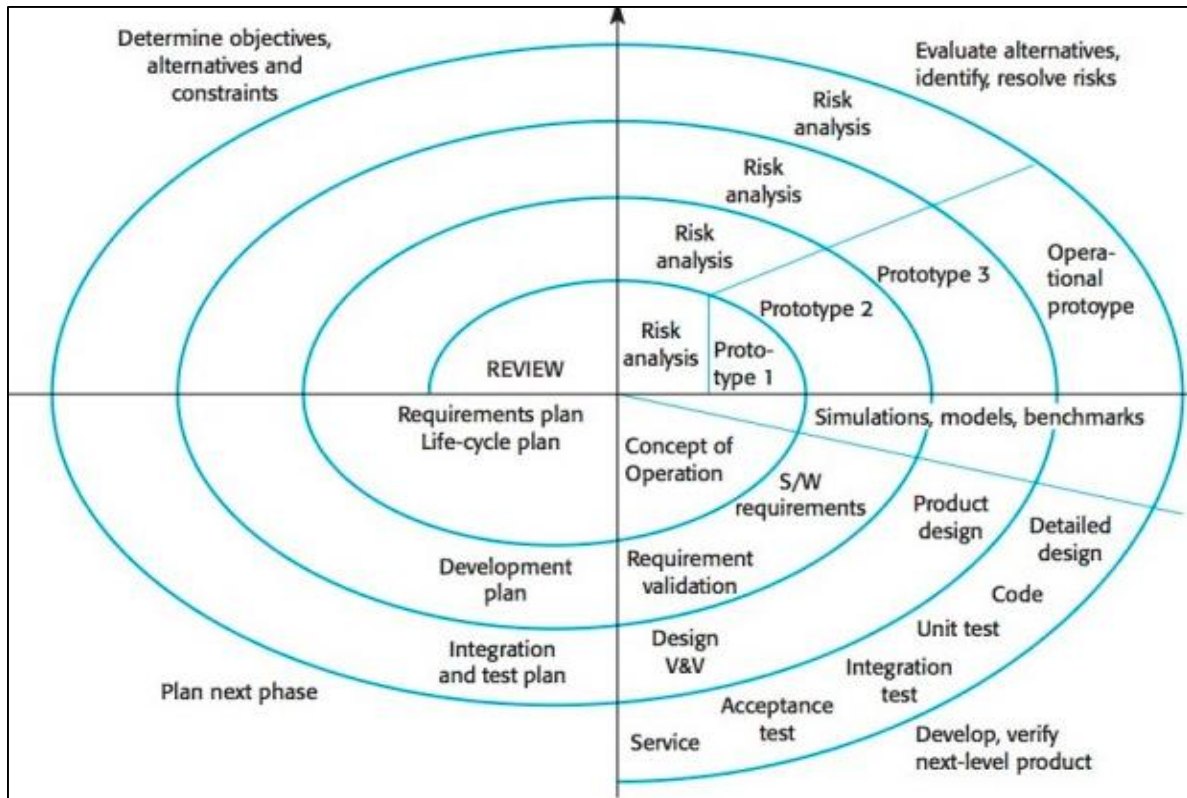 Determine objectives,
alternatives and
constraints
Evaluate alternatives,
identify, resolve risks
Risk
analysis
Risk
analysis
Risk
analysis
Risk
analysis
Proto-
type 1
Prototype 2
Prototype 3
Opera-
tional
protoype
REVIEW
Requirements plan
Life-cycle plan
Simulations, models, benchmarks
Concept of
Operation
S/W
requirements
Product
design
Detailed
design
Development
plan
Requirement
validation
Code
Unit test
Integration
and test plan
Design
V&V
Integration
test
Plan next phase
Acceptance
test
Service
Develop, verify
next-level product